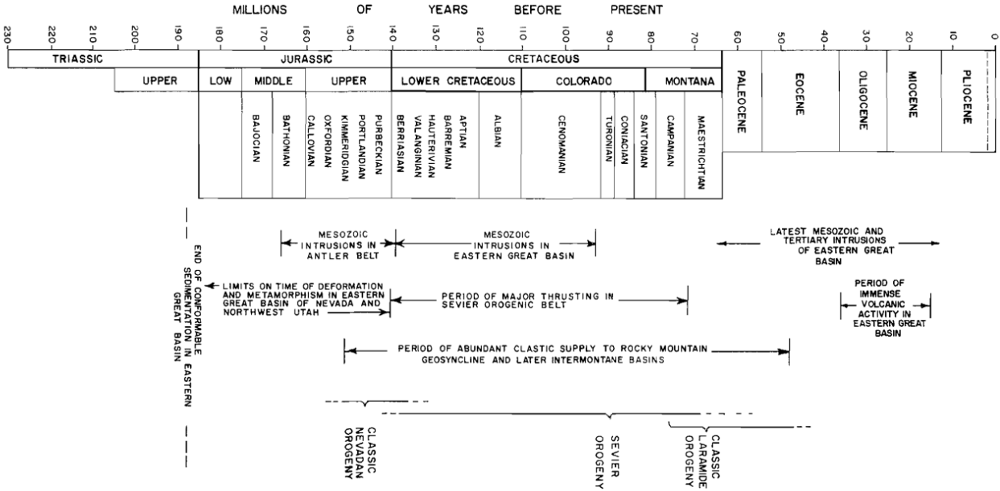 MILLIONS OF YEARS BEFORE PRESENT
230 220 210 200 190 180 170 160 150 140 130 120 110 100 90 80 70 60 50 40 30 20 10 0
TRIASSIC JURASSIC CRETACEOUS
UPPER LOW MIDDLE UPPER LOWER CRETACEOUS COLORADO MONTANA
PALEOCENE
EOCENE
OLIGOCENE
MIOCENE
PLIOCENE
BAJOCIAN
BATHONIAN
CALLOVIAN
OXFORDIAN
KIMMERIDGIAN
PORTLANDIAN
PURBECKIAN
BERRIASIAN
VALANGINIAN
HAUTERIVIAN
BARREMIAN
APTIAN
ALBIAN
CENOMANIAN
TURONIAN
CONIACIAN
SANTONIAN
CAMPANIAN
MAESTRICHTIAN
END OF CONFORMABLE
SEDIMENTATION IN EASTERN
GREAT BASIN
MESOZOIC
INTRUSIONS IN
ANTLER BELT
MESOZOIC
INTRUSIONS IN
EASTERN GREAT BASIN
LATEST MESOZOIC AND
TERTIARY INTRUSIONS
OF EASTERN GREAT
BASIN
LIMITS ON TIME OF DEFORMATION
AND METAMORPHISM IN EASTERN
GREAT BASIN OF NEVADA AND
NORTHWEST UTAH
PERIOD OF MAJOR THRUSTING IN
SEVIER OROGENIC BELT
PERIOD OF
IMMENSE
VOLCANIC
ACTIVITY IN
EASTERN GREAT
BASIN
PERIOD OF ABUNDANT CLASTIC SUPPLY TO ROCKY MOUNTAIN
GEOSYNCLINE AND LATER INTERMONTANE BASINS
CLASSIC
NEVADAN
OROGENY
SEVIER
OROGENY
CLASSIC
LARAMIDE
OROGENY